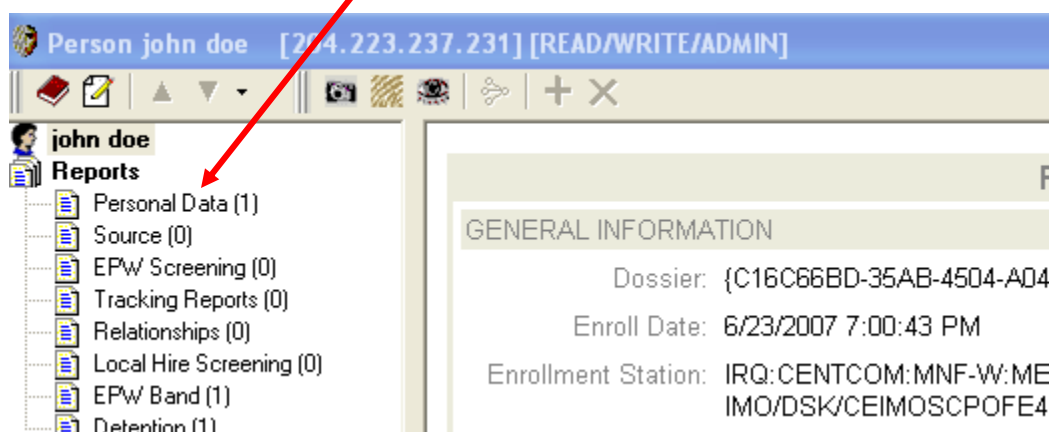 Person john doe [204.223.237.231] [READ/WRITE/ADMIN]
john doe
Reports
Personal Data (1)
Source (0)
EPW Screening (0)
Tracking Reports (0)
Relationships (0)
Local Hire Screening (0)
EPW Band (1)
Detention (1)
GENERAL INFORMATION
Dossier: {C16C66BD-35AB-4504-A04
Enroll Date: 6/23/2007 7:00:43 PM
Enrollment Station: IRQ:CENTCOM:MNF-W:ME
IMO/DSK/CEIMOSCPOFE4